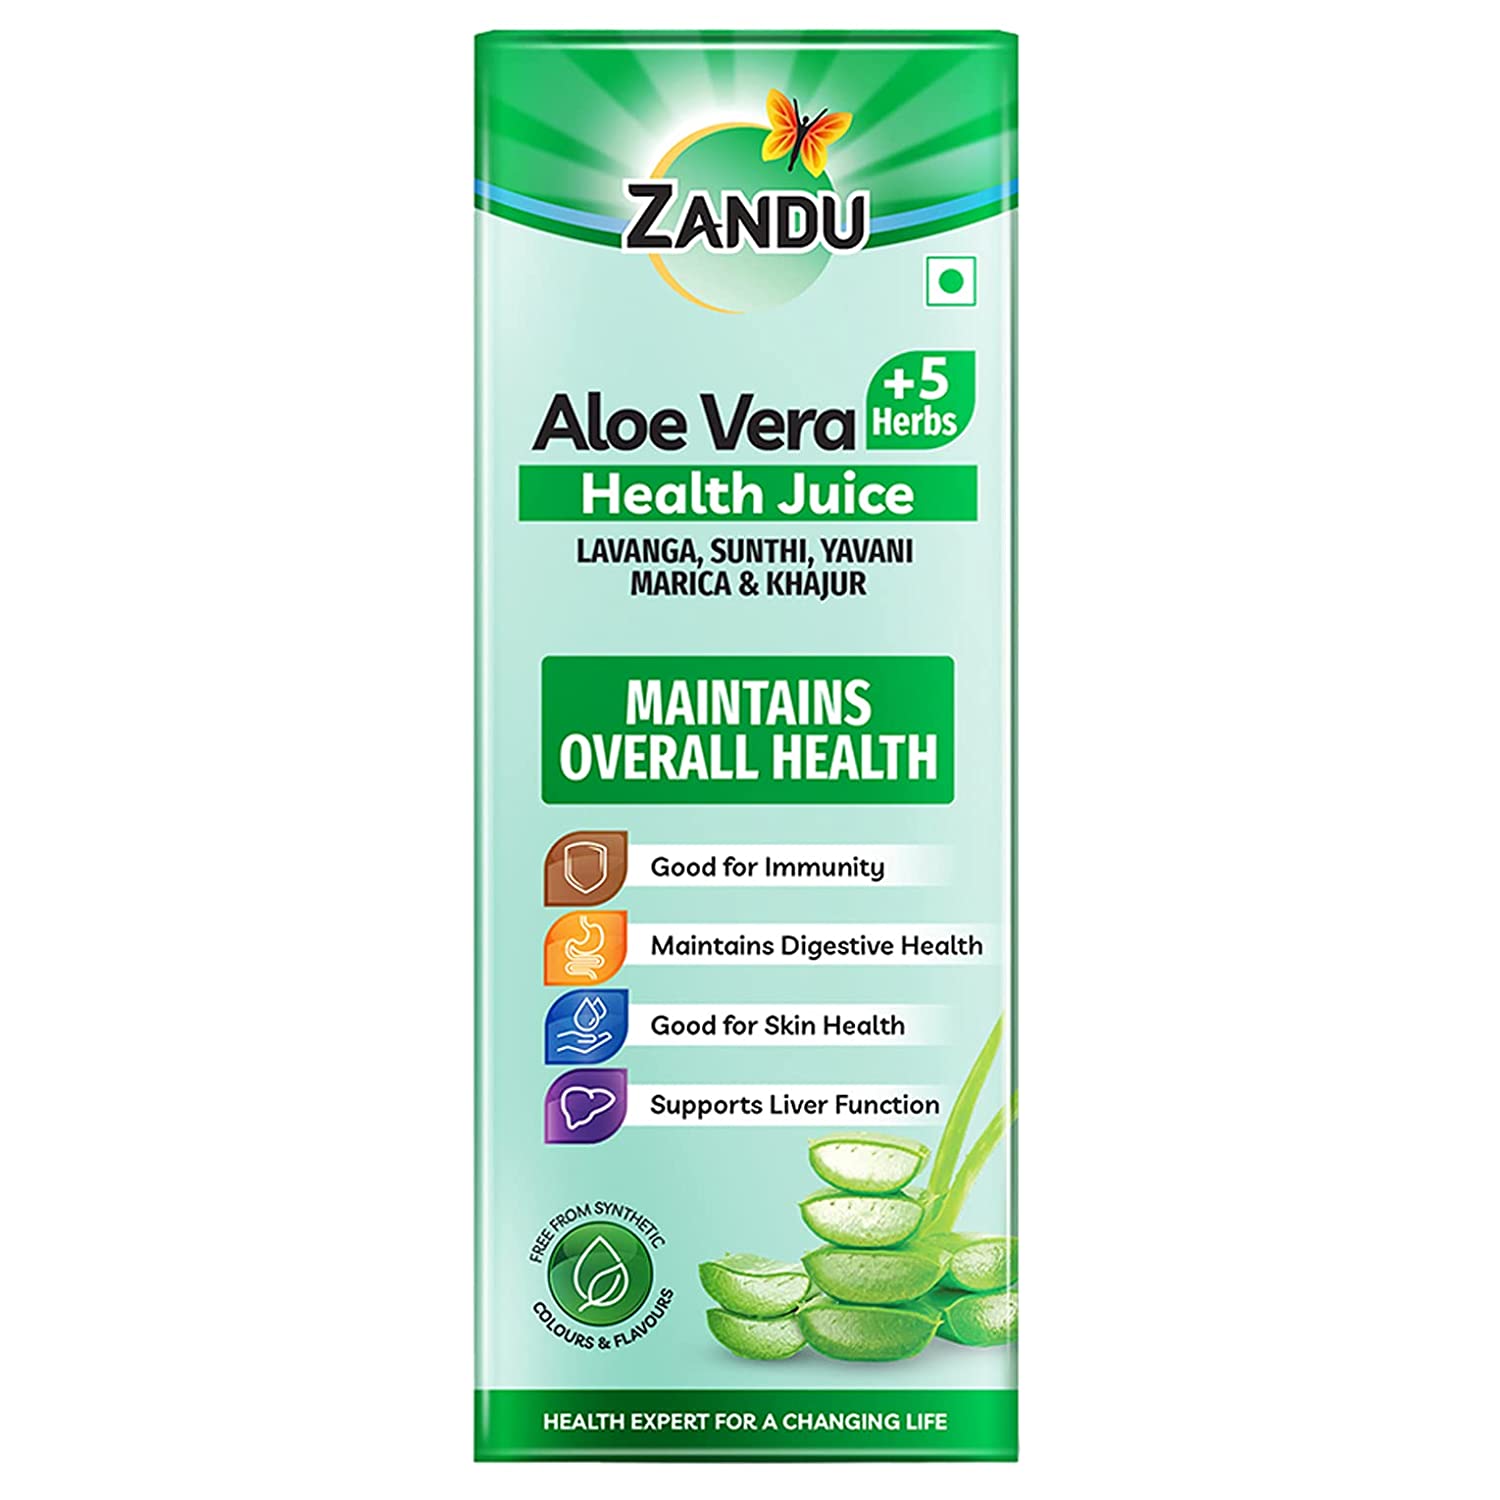 ZANDU
+5
Herbs
Aloe Vera
Health Juice
LAVANGA, SUNTHI, YAVANI
MARICA & KHAJUR
MAINTAINS
OVERALL HEALTH
Good for Immunity
Maintains Digestive Health
Good for Skin Health
Supports Liver Function
FREE FROM SYNTHETIC
COLOURS & FLAVOURS
HEALTH EXPERT FOR A CHANGING LIFE